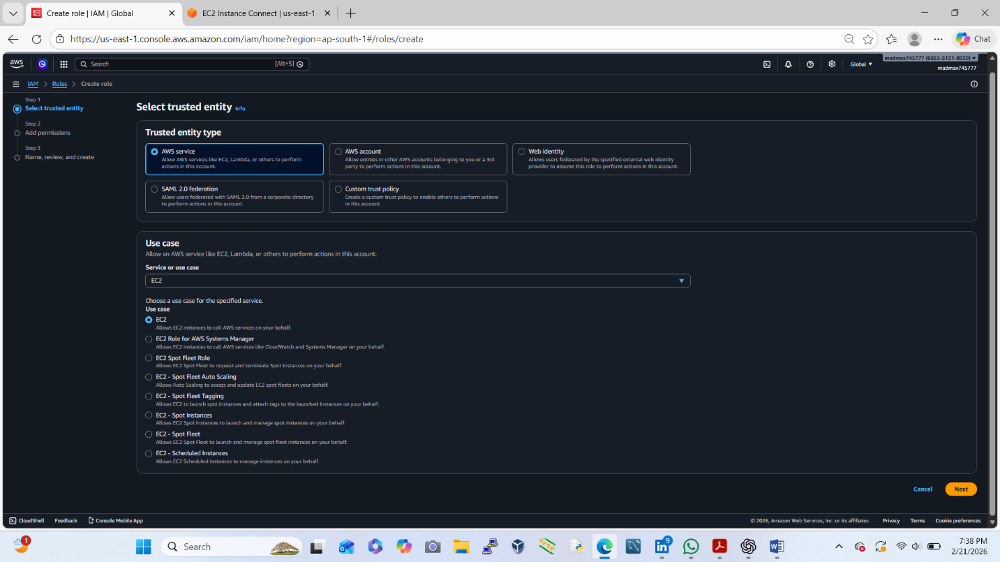 Create role | IAM | Global
EC2 Instance Connect | us-east-1
https://us-east-1.console.aws.amazon.com/iam/home?region=ap-south-1#/roles/create
Chat
aws
Search
[Alt+S]
Global
madmax745777 (6852-5121-8030)
madmax745777
IAM
Roles
Create role
Step 1
Select trusted entity
Step 2
Add permissions
Step 3
Name, review, and create
Select trusted entity Info
Trusted entity type
AWS service
Allow AWS services like EC2, Lambda, or others to perform
actions in this account.
AWS account
Allow entities in other AWS accounts belonging to you or a 3rd
party to perform actions in this account.
Web identity
Allows users federated by the specified external web identity
provider to assume this role to perform actions in this account.
SAML 2.0 federation
Allow users federated with SAML 2.0 from a corporate directory
to perform actions in this account.
Custom trust policy
Create a custom trust policy to enable others to perform actions
in this account.
Use case
Allow an AWS service like EC2, Lambda, or others to perform actions in this account.
Service or use case
EC2
Choose a use case for the specified service.
Use case
EC2
Allows EC2 instances to call AWS services on your behalf.
EC2 Role for AWS Systems Manager
Allows EC2 instances to call AWS services like CloudWatch and Systems Manager on your behalf.
EC2 Spot Fleet Role
Allows EC2 Spot Fleet to request and terminate Spot Instances on your behalf.
EC2 - Spot Fleet Auto Scaling
Allows Auto Scaling to access and update EC2 spot fleets on your behalf.
EC2 - Spot Fleet Tagging
Allows EC2 to launch spot instances and attach tags to the launched instances on your behalf.
EC2 - Spot Instances
Allows EC2 Spot Instances to launch and manage spot instances on your behalf.
EC2 - Spot Fleet
Allows EC2 Spot Fleet to launch and manage spot fleet instances on your behalf.
EC2 - Scheduled Instances
Allows EC2 Scheduled Instances to manage instances on your behalf.
Cancel
Next
CloudShell
Feedback
Console Mobile App
© 2026, Amazon Web Services, Inc. or its affiliates.
Privacy
Terms
Cookie preferences
1
Search
9
7:38 PM
2/21/2026